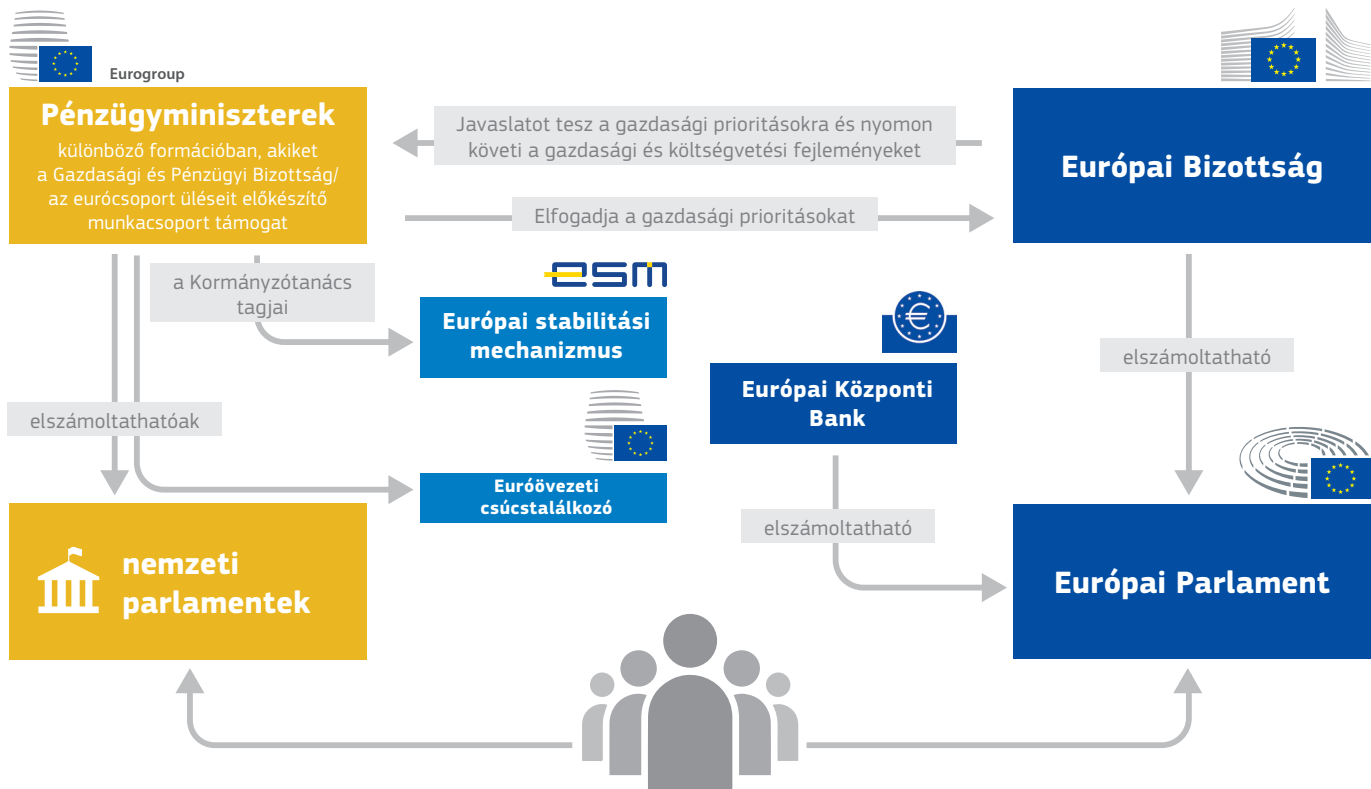 Eurogroup
Pénzügyminiszterek
különböző formációban, akiket
a Gazdasági és Pénzügyi Bizottság/
az eurócsoport üléseit előkészítő
munkacsoport támogat
Javaslatot tesz a gazdasági prioritásokra és nyomon
követi a gazdasági és költségvetési fejleményeket
Európai Bizottság
Elfogadja a gazdasági prioritásokat
a Kormányzótanács
tagjai
esm
Európai stabilitási
mechanizmus
€
Európai Központi
Bank
elszámoltatható
elszámoltathatóak
Euróövezeti
csúcstalálkozó
elszámoltatható
nemzeti
parlamentek
Európai Parlament